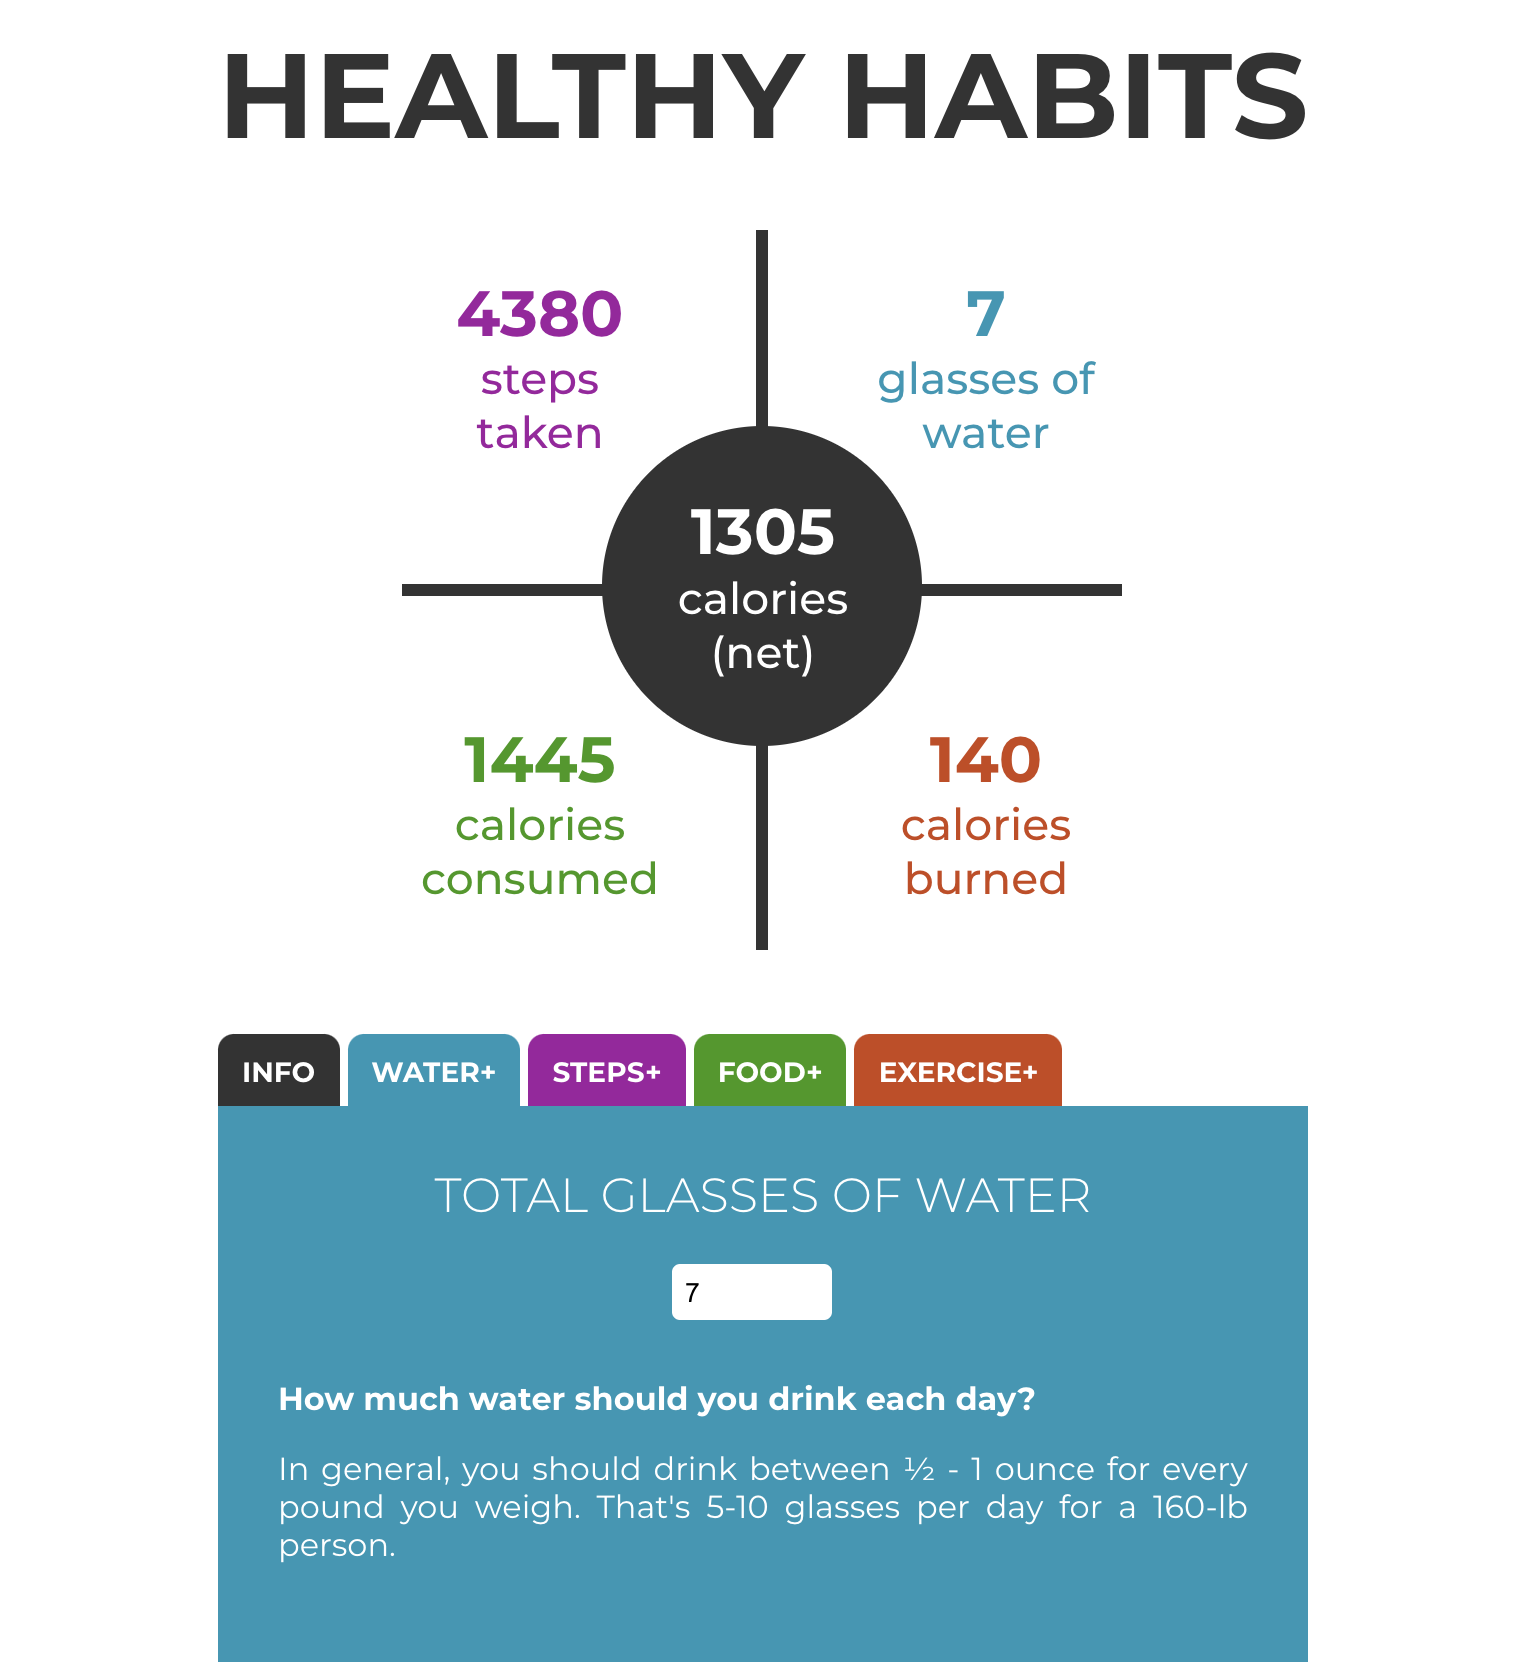 HEALTHY HABITS
4380
steps
taken
7
glasses of
water
1305
calories
(net)
1445
calories
consumed
140
calories
burned
INFO
WATER+
STEPS+
FOOD+
EXERCISE+
TOTAL GLASSES OF WATER
7
How much water should you drink each day?
In general, you should drink between ½ - 1 ounce for every
pound you weigh. That's 5-10 glasses per day for a 160-lb
person.